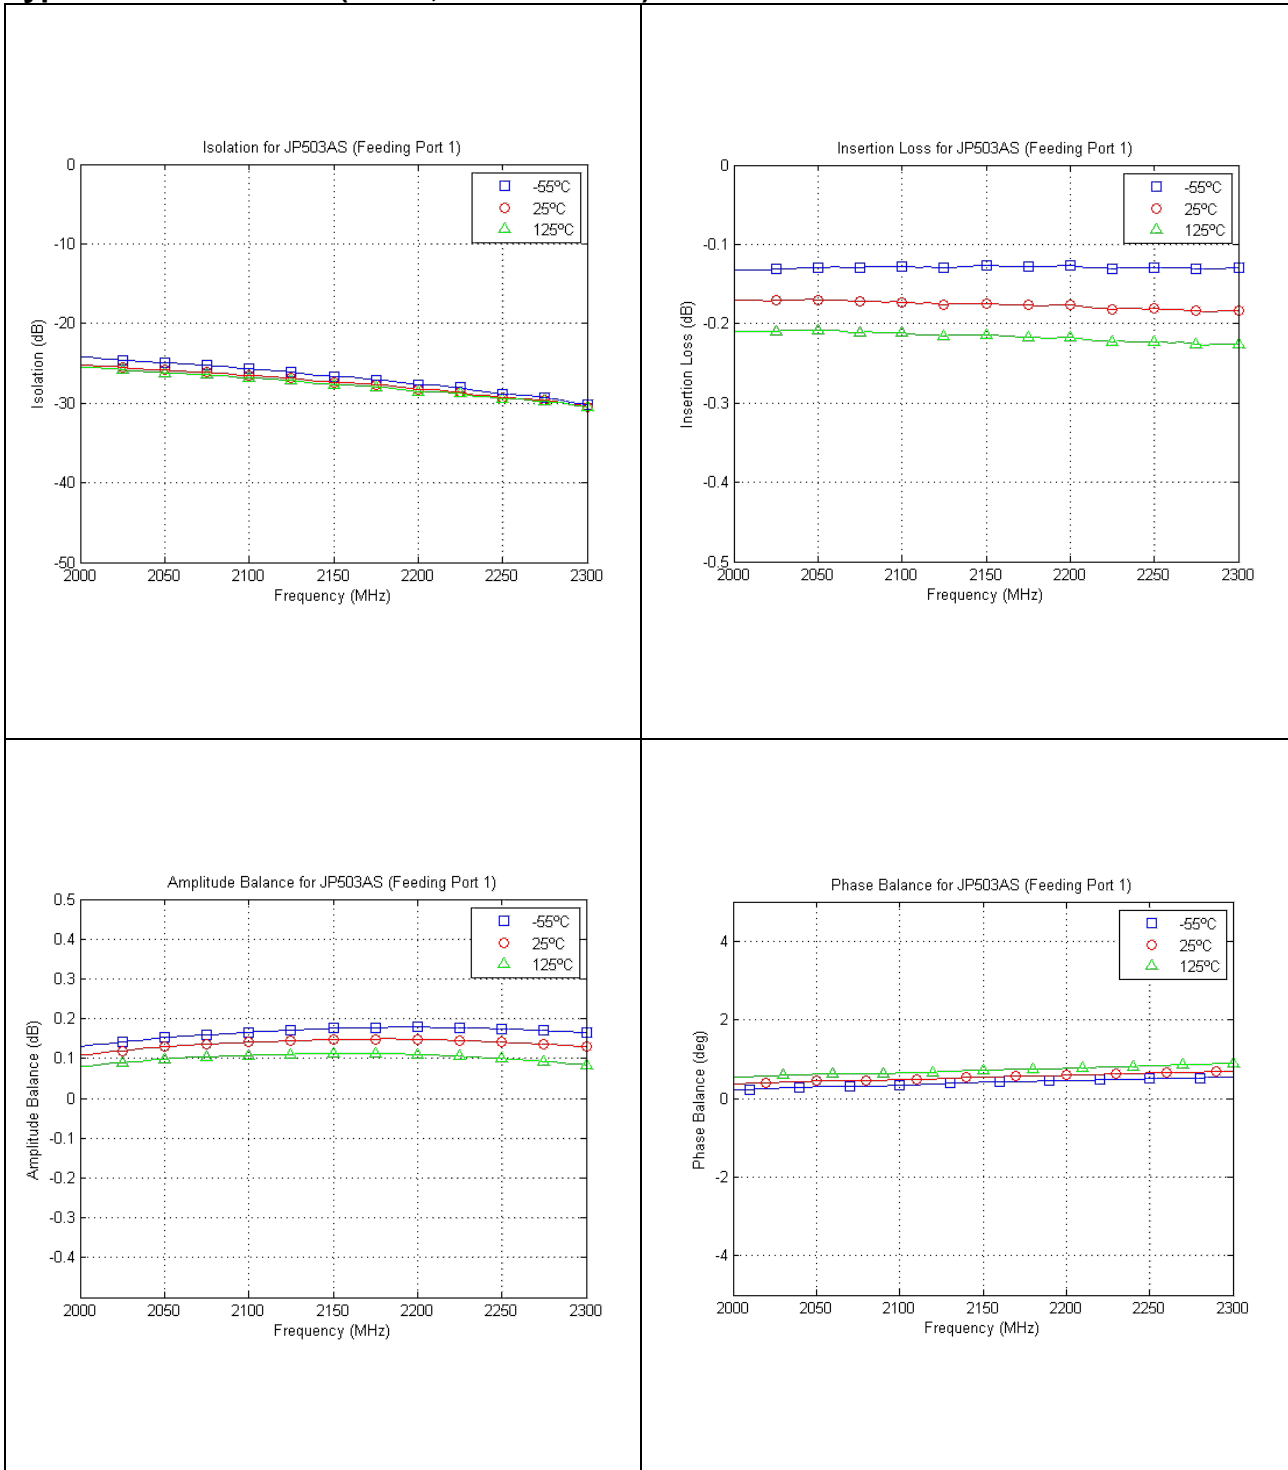 Isolation for JP503AS (Feeding Port 1)
0
-10
-20
-30
-40
-50
Isolation (dB)
-55ºC
25ºC
125ºC
2000 2050 2100 2150 2200 2250 2300
Frequency (MHz)
Insertion Loss for JP503AS (Feeding Port 1)
0
-0.1
-0.2
-0.3
-0.4
-0.5
Insertion Loss (dB)
-55ºC
25ºC
125ºC
2000 2050 2100 2150 2200 2250 2300
Frequency (MHz)
Amplitude Balance for JP503AS (Feeding Port 1)
0.5
0.4
0.3
0.2
0.1
0
-0.1
-0.2
-0.3
-0.4
Amplitude Balance (dB)
-55ºC
25ºC
125ºC
2000 2050 2100 2150 2200 2250 2300
Frequency (MHz)
Phase Balance for JP503AS (Feeding Port 1)
4
2
0
-2
-4
Phase Balance (deg)
-55ºC
25ºC
125ºC
2000 2050 2100 2150 2200 2250 2300
Frequency (MHz)